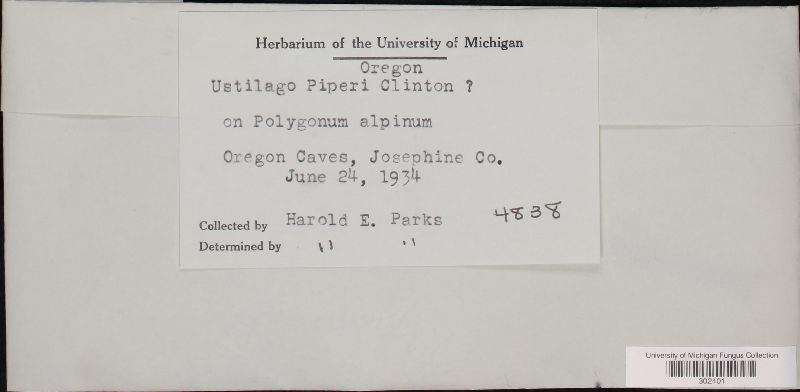 Herbarium of the University of Michigan
Oregon
Ustilago Piperi Clinton ?
on Polygonum alpinum
Oregon Caves, Josephine Co.
June 24, 1934
Collected by Harold E. Parks 4838
Determined by " "
University of Michigan Fungus Collection
302401